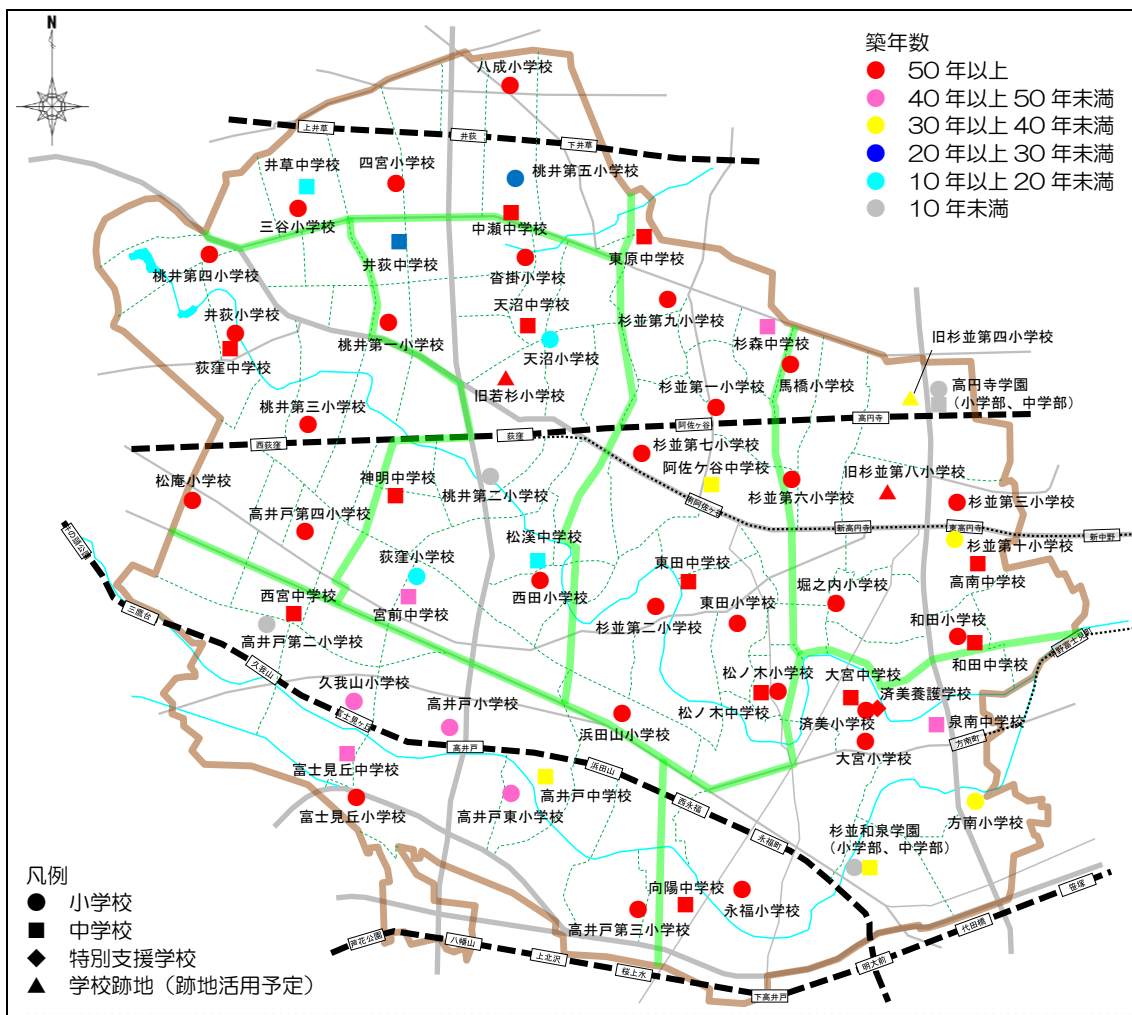 N
築年数
50 年以上
40 年以上 50 年未満
30 年以上 40 年未満
20 年以上 30 年未満
10 年以上 20 年未満
10 年未満
八成小学校
上井草
井荻
下井草
井草中学校
四宮小学校
桃井第五小学校
三谷小学校
中瀬中学校
井荻中学校
東原中学校
桃井第四小学校
沓掛小学校
井荻小学校
天沼中学校
杉並第九小学校
桃井第一小学校
天沼小学校
杉森中学校
旧杉並第四小学校
荻窪中学校
旧若杉小学校
杉並第一小学校
馬橋小学校
高円寺学園
(小学部、中学部)
桃井第三小学校
阿佐ヶ谷
高円寺
西荻窪
荻窪
杉並第七小学校
松庵小学校
神明中学校
桃井第二小学校
阿佐ケ谷中学校
杉並第六小学校
旧杉並第八小学校
杉並第三小学校
高井戸第四小学校
南阿佐ヶ谷
新高円寺
東高円寺
新中野
松溪中学校
杉並第十小学校
荻窪小学校
東田中学校
高南中学校
西宮中学校
宮前中学校
西田小学校
東田小学校
堀之内小学校
三鷹台
高井戸第二小学校
杉並第二小学校
和田小学校
和田中学校
久我山
久我山小学校
高井戸小学校
松ノ木小学校
大宮中学校
済美養護学校
富士見ヶ丘
浜田山小学校
松ノ木中学校
済美小学校
泉南中学校
方南町
高井戸
大宮小学校
富士見丘中学校
浜田山
高井戸中学校
富士見丘小学校
高井戸東小学校
西永福
方南小学校
永福町
杉並和泉学園
(小学部、中学部)
凡例
小学校
中学校
特別支援学校
学校跡地(跡地活用予定)
向陽中学校
永福小学校
高井戸第三小学校
笹塚
代田橋
芦花公園
八幡山
上北沢
桜上水
下高井戸
明大前